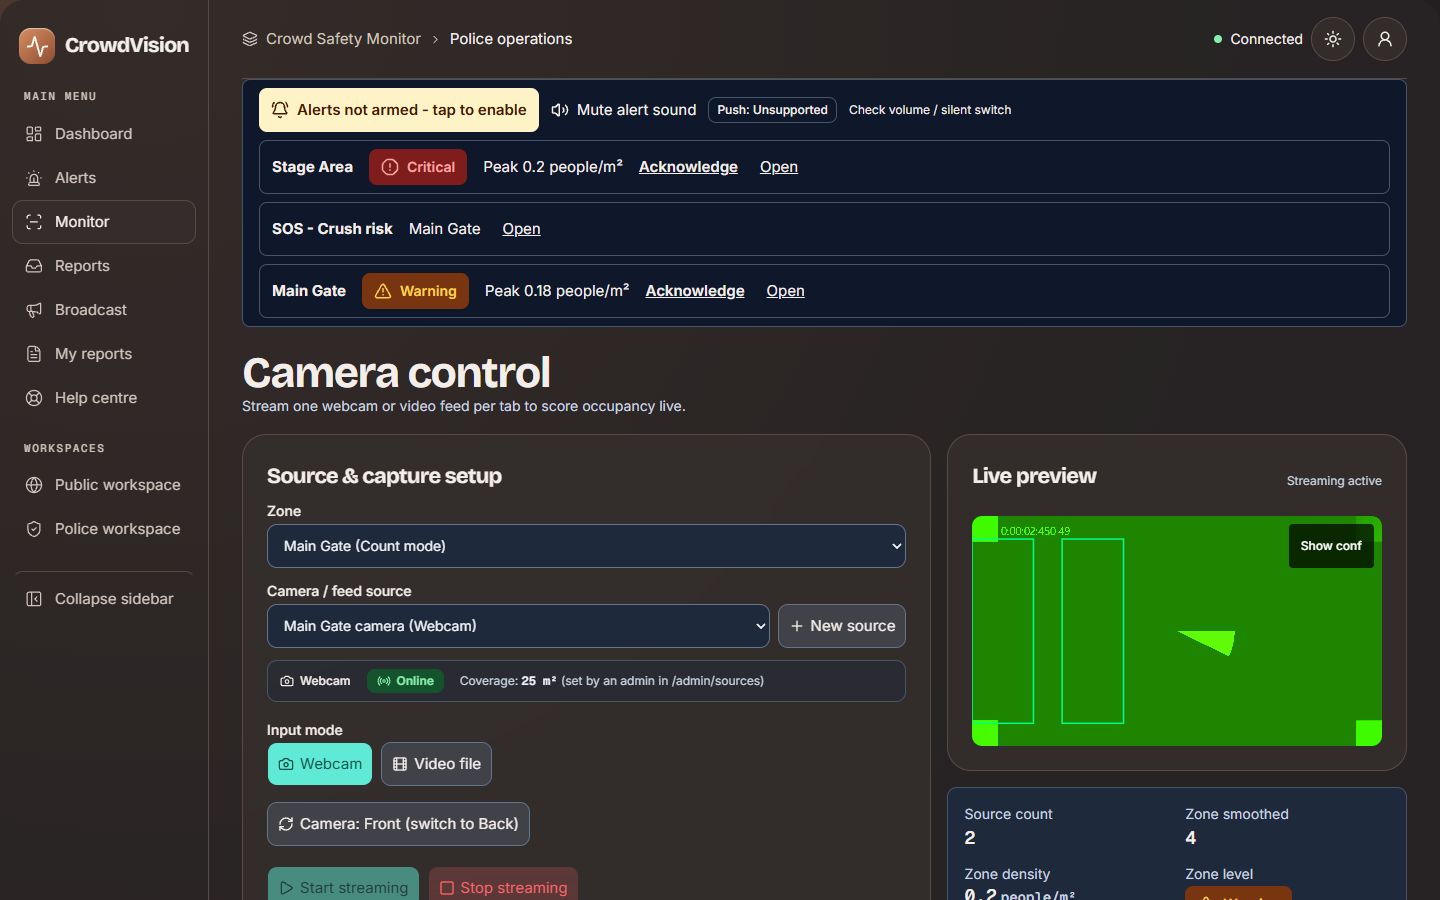 CrowdVision
MAIN MENU
Dashboard
Alerts
Monitor
Reports
Broadcast
My reports
Help centre
WORKSPACES
Public workspace
Police workspace
Collapse sidebar
Crowd Safety Monitor > Police operations
Connected
Alerts not armed - tap to enable
Mute alert sound
Push: Unsupported
Check volume / silent switch
Stage Area Critical Peak 0.2 people/m² Acknowledge Open
SOS - Crush risk Main Gate Open
Main Gate Warning Peak 0.18 people/m² Acknowledge Open
Camera control
Stream one webcam or video feed per tab to score occupancy live.
Source & capture setup
Zone
Main Gate (Count mode)
Camera / feed source
Main Gate camera (Webcam)
New source
Webcam Online Coverage: 25 m² (set by an admin in /admin/sources)
Input mode
Webcam
Video file
Camera: Front (switch to Back)
Start streaming
Stop streaming
Live preview
Streaming active
0:00:02:450 49
Show conf
Source count
2
Zone smoothed
4
Zone density
0.2 people/m²
Zone level